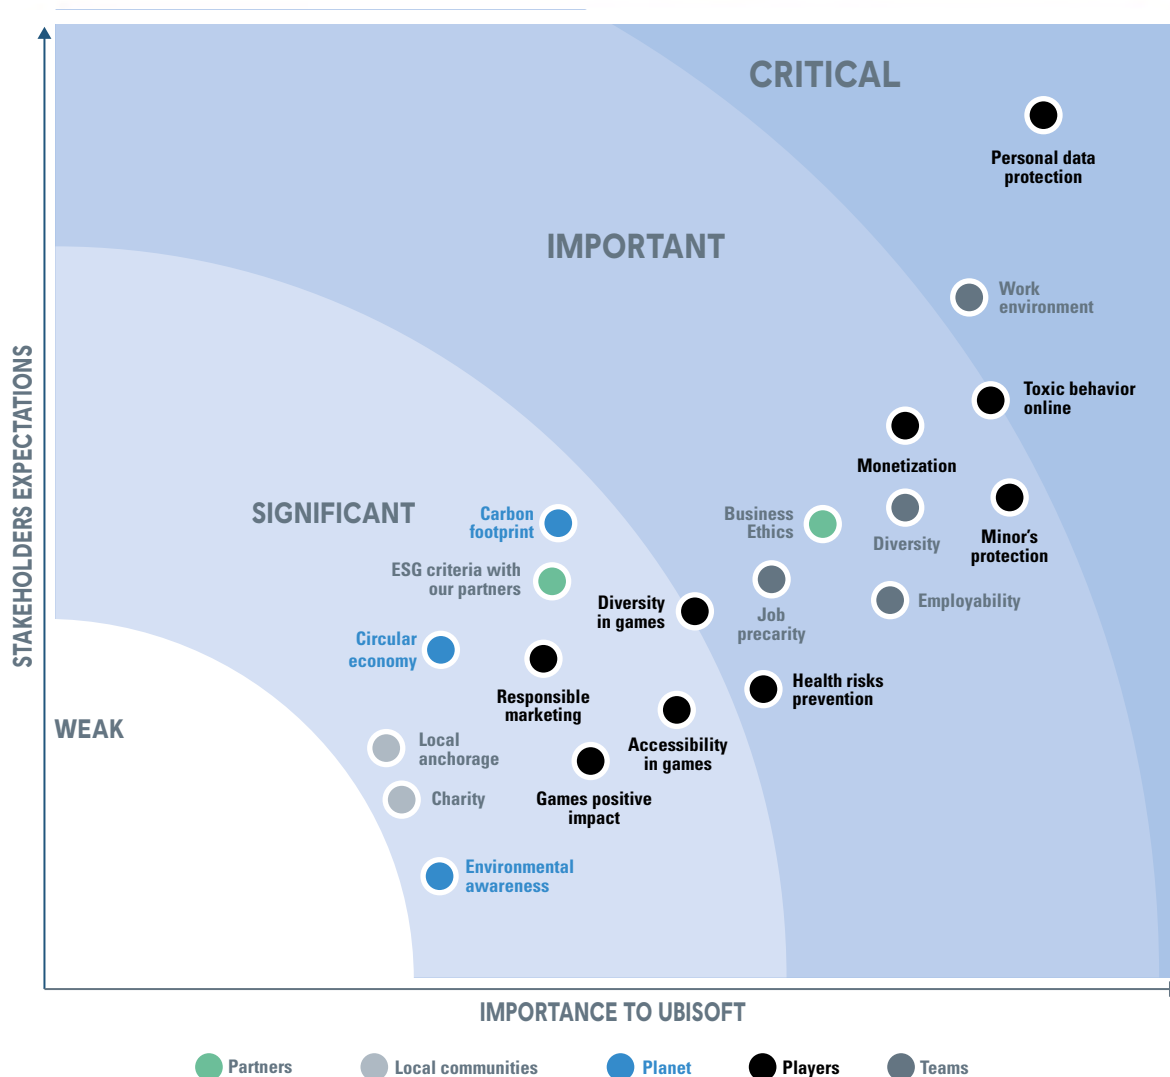 CRITICAL
Personal data
protection
IMPORTANT
Work
environment
Toxic behavior
online
Monetization
STAKEHOLDERS EXPECTATIONS
SIGNIFICANT
Carbon
footprint
Business
Ethics
Diversity
Minor's
protection
ESG criteria with
our partners
Diversity
in games
Job
precarity
Employability
Circular
economy
Responsible
marketing
Health risks
prevention
WEAK
Local
anchorage
Accessibility
in games
Charity
Games positive
impact
Environmental
awareness
IMPORTANCE TO UBISOFT
Partners
Local communities
Planet
Players
Teams